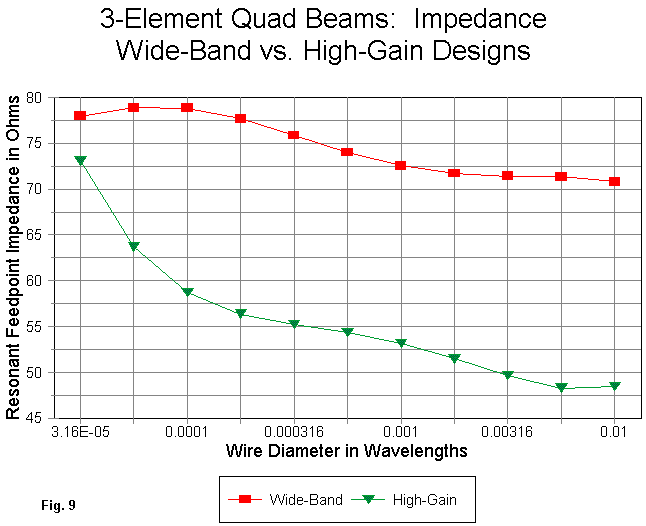 3-Element Quad Beams: Impedance
Wide-Band vs. High-Gain Designs
Resonant Feedpoint Impedance in Ohms
80
75
70
65
60
55
50
45
3.16E-05 0.0001 0.000316 0.001 0.00316 0.01
Wire Diameter in Wavelengths
Fig. 9
Wide-Band High-Gain